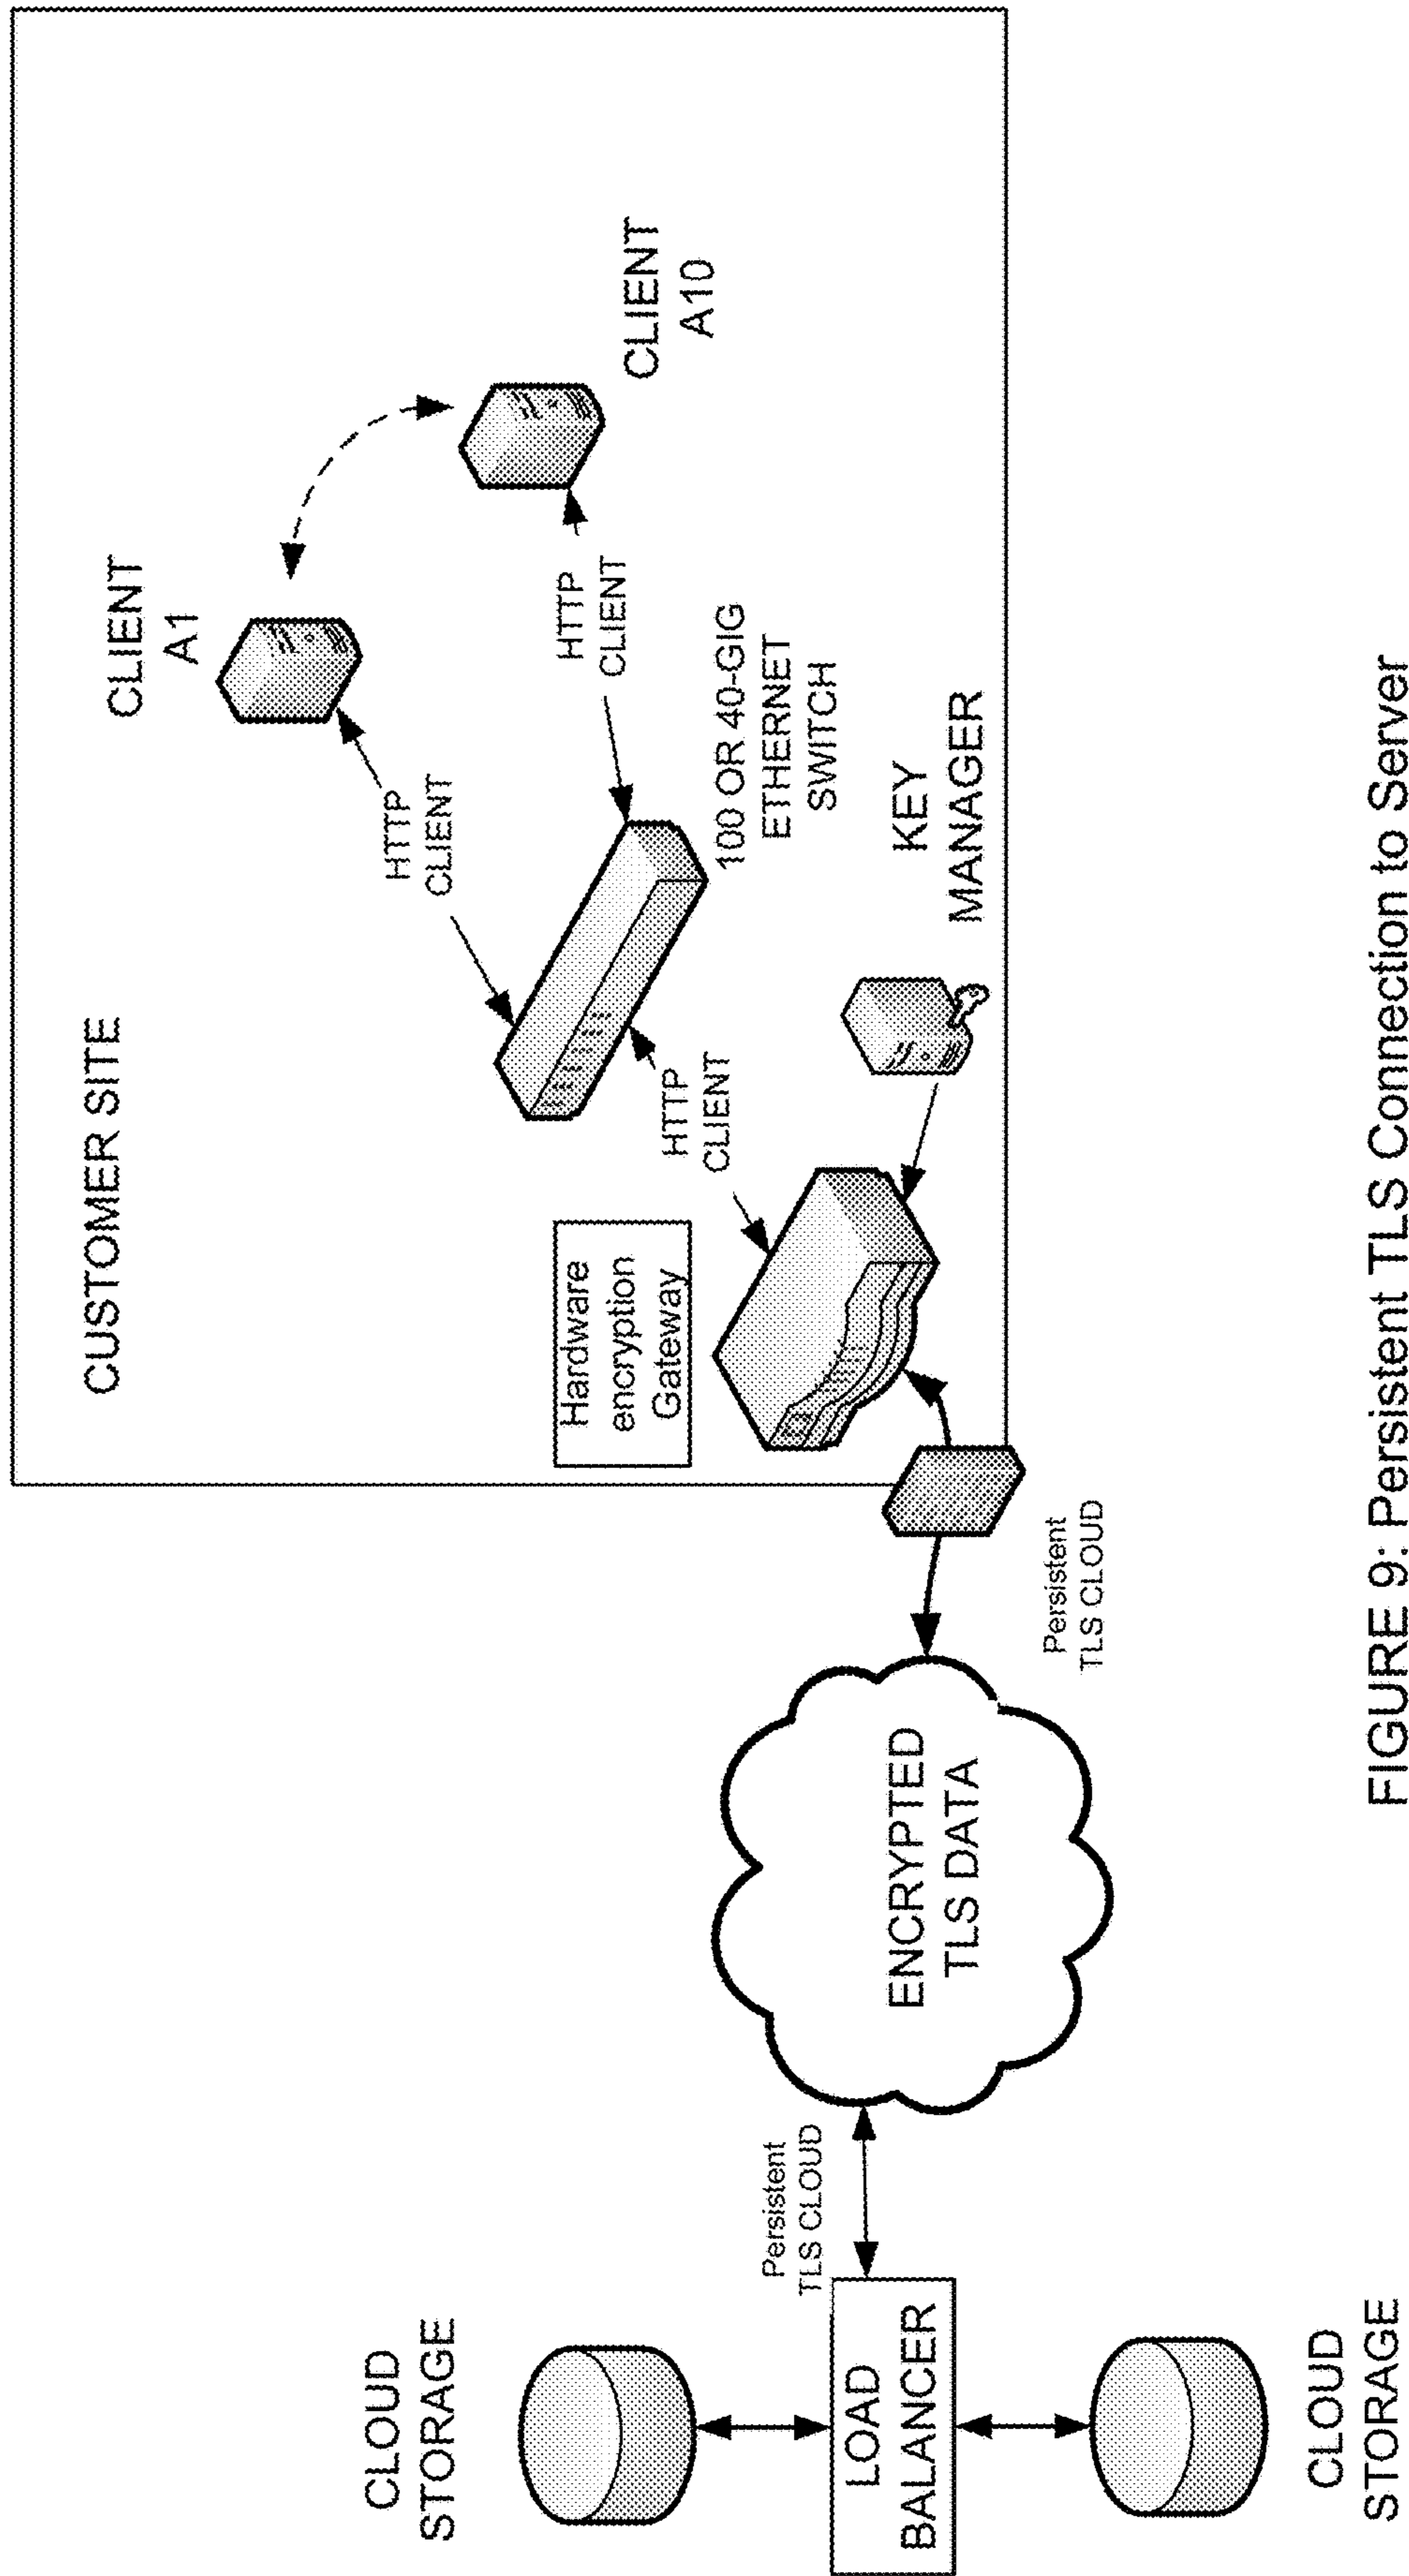 CUSTOMER SITE
CLIENT
A1
CLIENT
A10
HTTP
CLIENT
HTTP
CLIENT
100 OR 40-GIG
ETHERNET
SWITCH
HTTP
CLIENT
KEY
MANAGER
Hardware
encryption
Gateway
Persistent
TLS CLOUD
ENCRYPTED
TLS DATA
Persistent
TLS CLOUD
CLOUD
STORAGE
LOAD
BALANCER
CLOUD
STORAGE
FIGURE 9: Persistent TLS Connection to Server